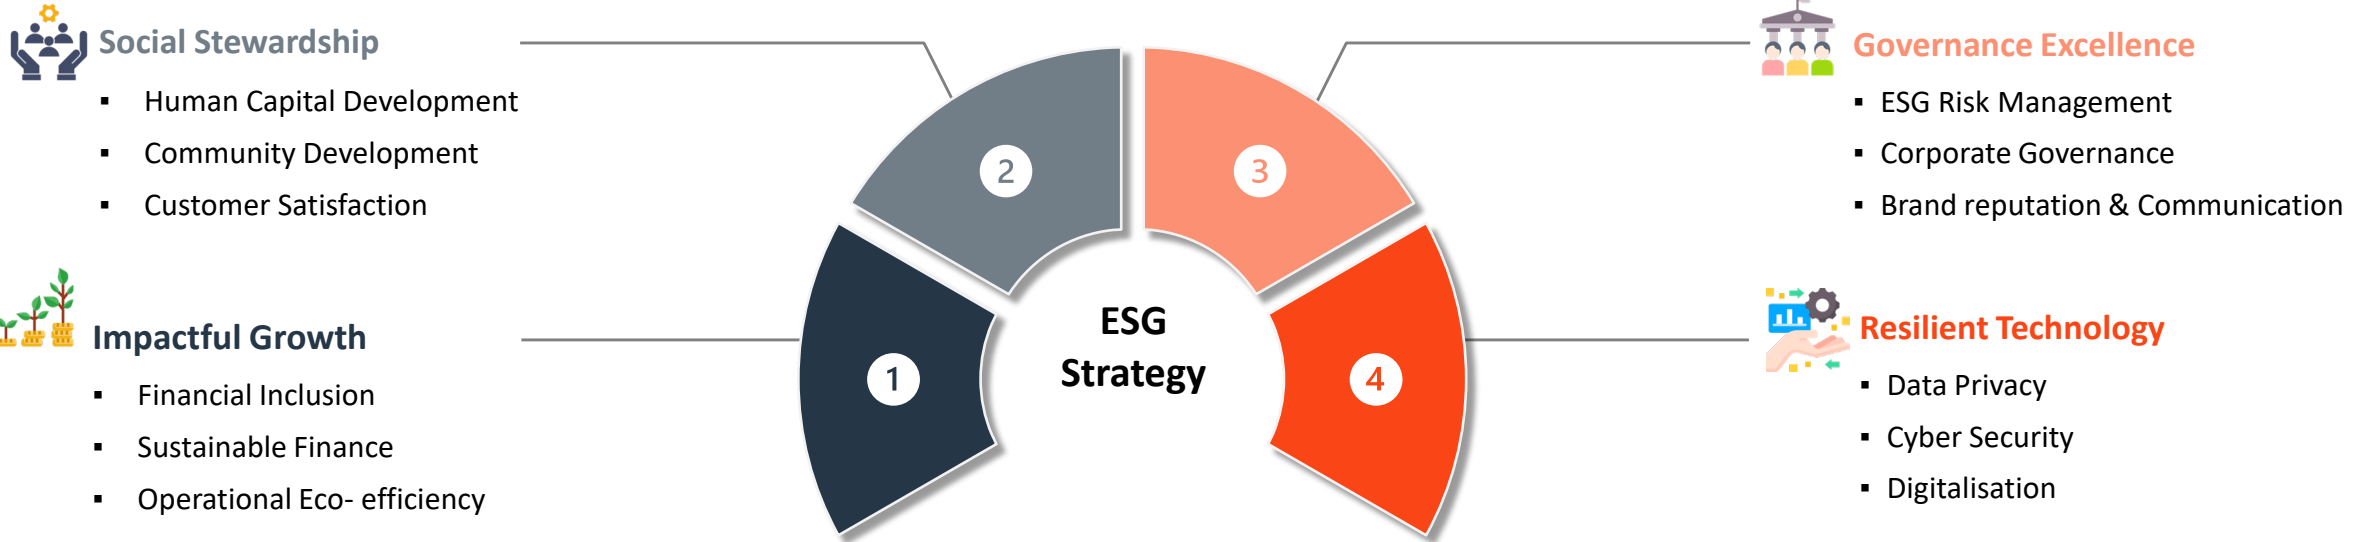 Social Stewardship
▪ Human Capital Development
▪ Community Development
▪ Customer Satisfaction
Impactful Growth
▪ Financial Inclusion
▪ Sustainable Finance
▪ Operational Eco- efficiency
1
2
3
4
ESG
Strategy
Governance Excellence
▪ ESG Risk Management
▪ Corporate Governance
▪ Brand reputation & Communication
Resilient Technology
▪ Data Privacy
▪ Cyber Security
▪ Digitalisation